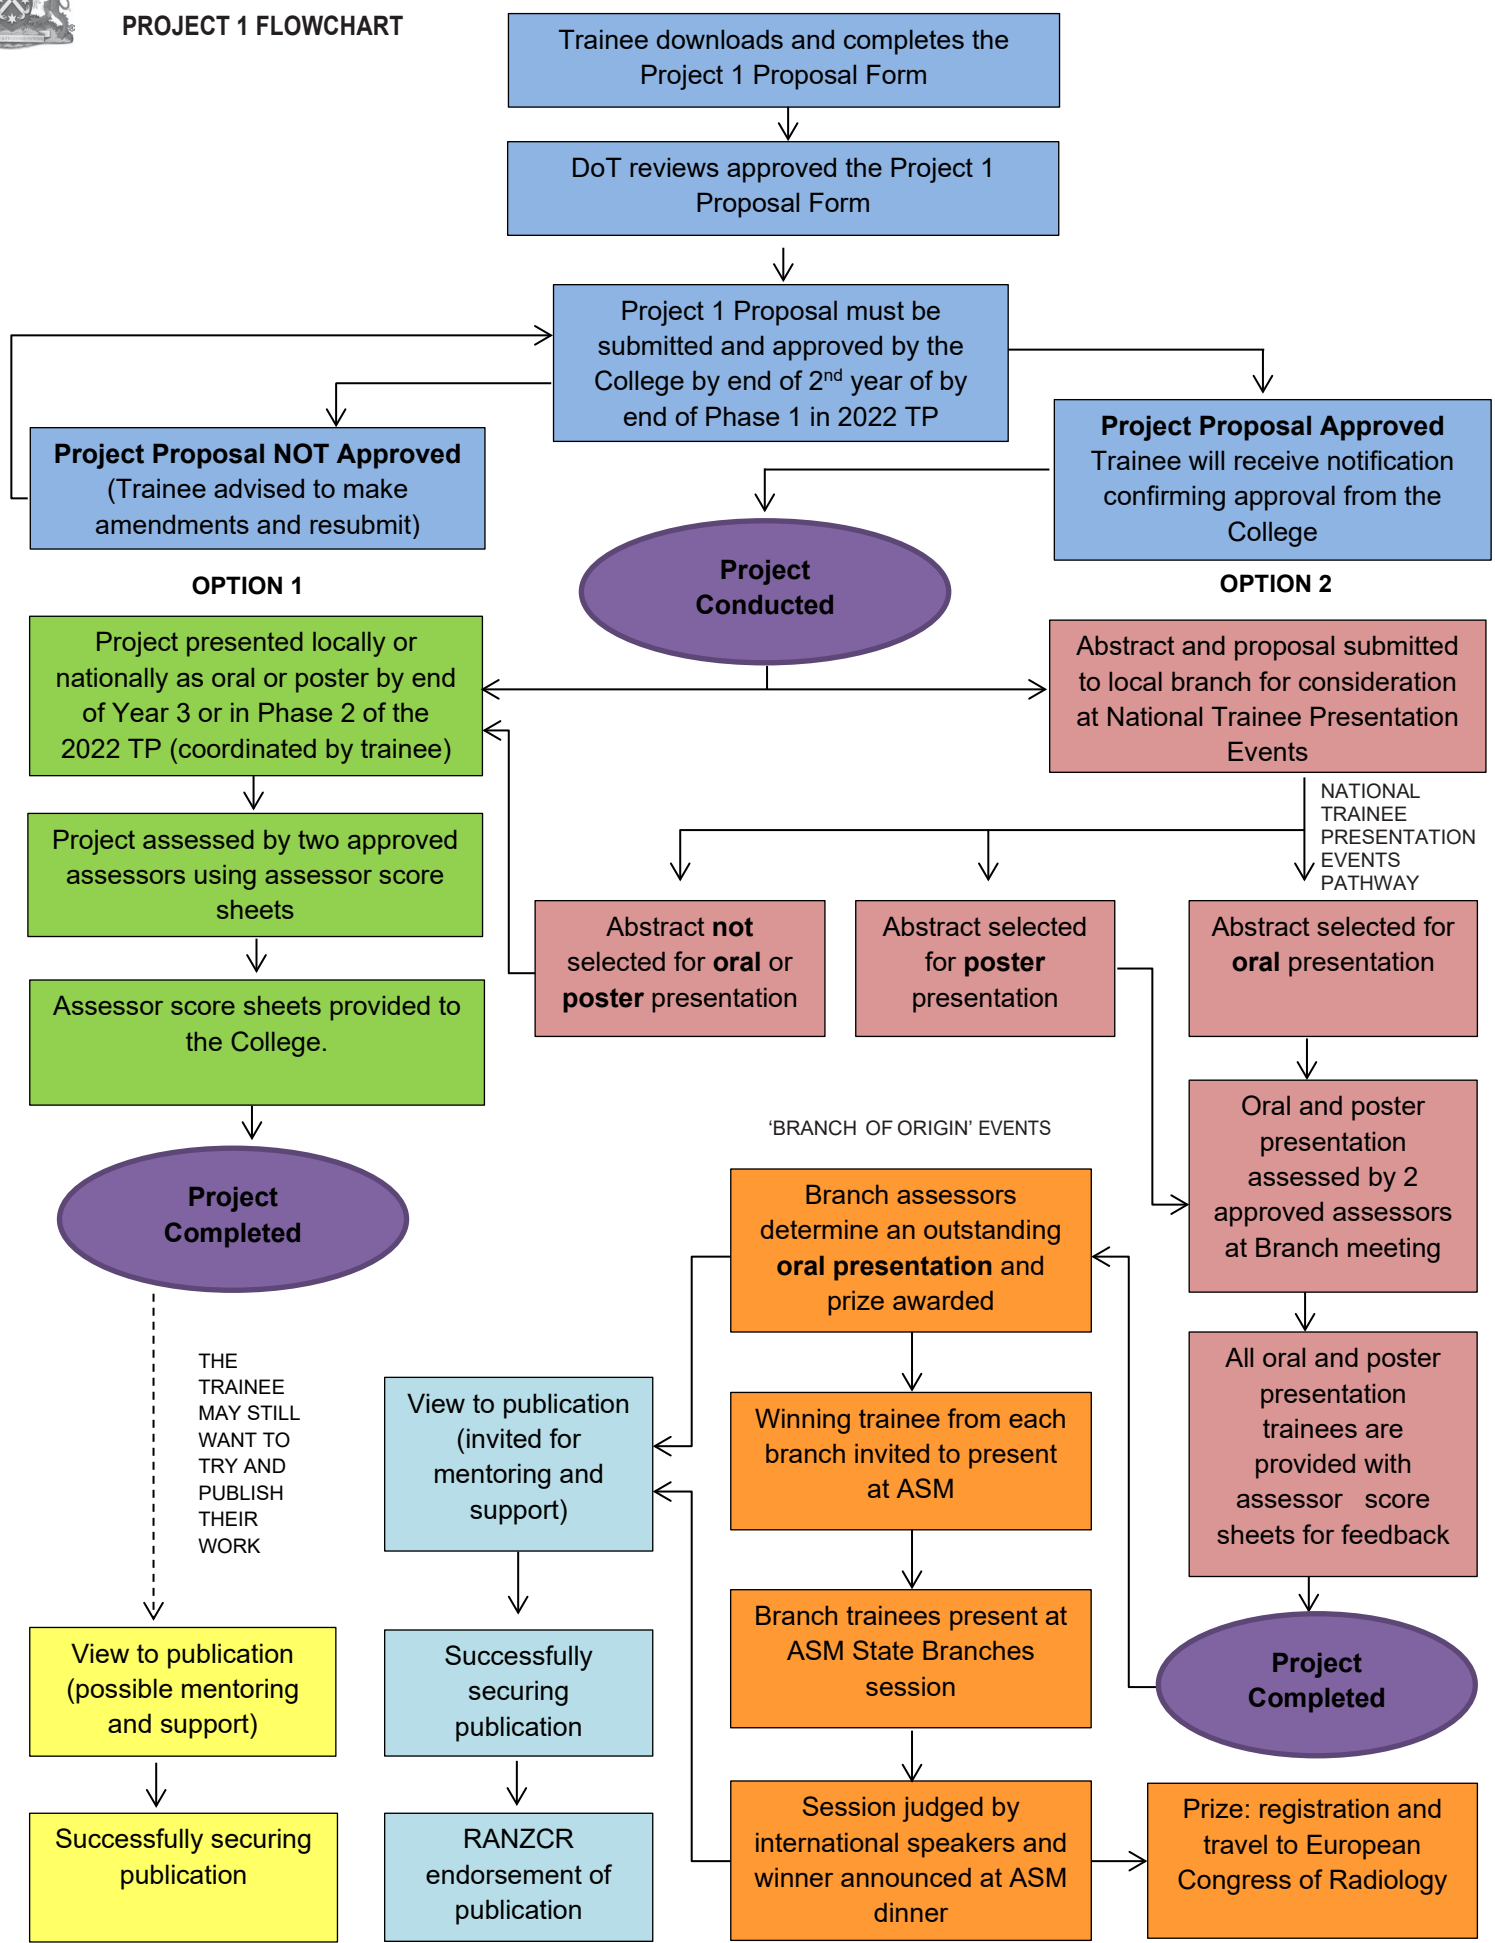 PROJECT 1 FLOWCHART
Trainee downloads and completes the
Project 1 Proposal Form
DoT reviews approved the Project 1
Proposal Form
Project 1 Proposal must be
submitted and approved by the
College by end of 2nd year of by
end of Phase 1 in 2022 TP
Project Proposal NOT Approved
(Trainee advised to make
amendments and resubmit)
Project Proposal Approved
Trainee will receive notification
confirming approval from the
College
Project
Conducted
OPTION 1
OPTION 2
Project presented locally or
nationally as oral or poster by end
of Year 3 or in Phase 2 of the
2022 TP (coordinated by trainee)
Abstract and proposal submitted
to local branch for consideration
at National Trainee Presentation
Events
NATIONAL
TRAINEE
PRESENTATION
EVENTS
PATHWAY
Project assessed by two approved
assessors using assessor score
sheets
Abstract not
selected for oral or
poster presentation
Abstract selected
for poster
presentation
Abstract selected for
oral presentation
Assessor score sheets provided to
the College.
Oral and poster
presentation
assessed by 2
approved assessors
at Branch meeting
'BRANCH OF ORIGIN' EVENTS
Project
Completed
Branch assessors
determine an outstanding
oral presentation and
prize awarded
All oral and poster
presentation
trainees are
provided with
assessor score
sheets for feedback
THE
TRAINEE
MAY STILL
WANT TO
TRY AND
PUBLISH
THEIR
WORK
View to publication
(invited for
mentoring and
support)
Winning trainee from each
branch invited to present
at ASM
Branch trainees present at
ASM State Branches
session
Project
Completed
View to publication
(possible mentoring
and support)
Successfully
securing
publication
Session judged by
international speakers and
winner announced at ASM
dinner
Prize: registration and
travel to European
Congress of Radiology
Successfully securing
publication
RANZCR
endorsement of
publication